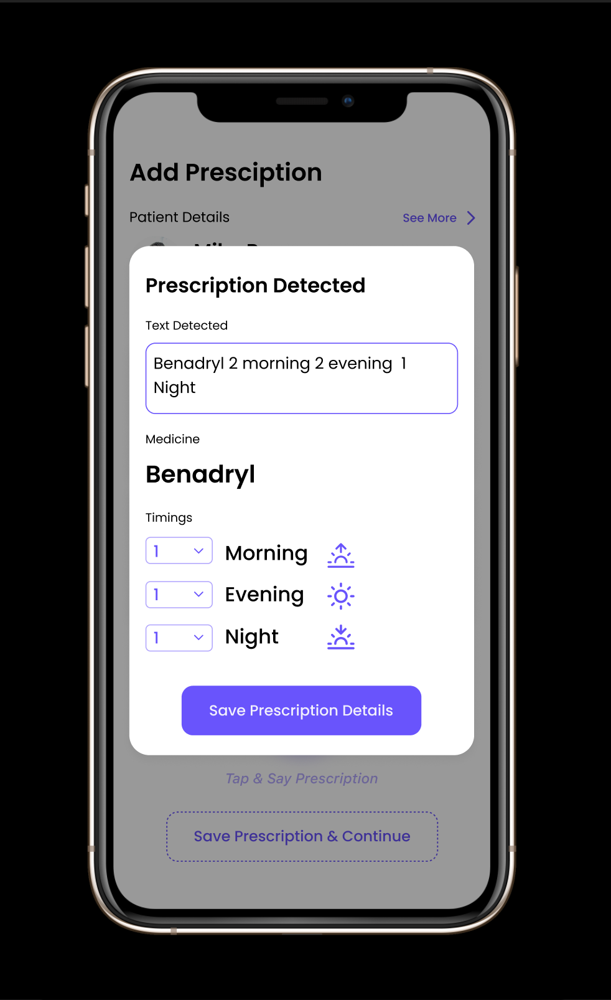 Add Presciption
Patient Details
See More
Prescription Detected
Text Detected
Benadryl 2 morning 2 evening 1
Night
Medicine
Benadryl
Timings
1 Morning
1 Evening
1 Night
Save Prescription Details
Tap & Say Prescription
Save Prescription & Continue